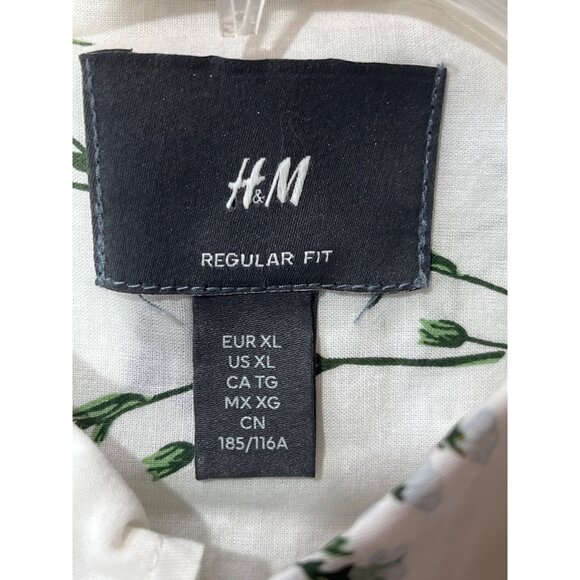 H&M
REGULAR FIT
EUR XL
US XL
CA TG
MX XG
CN
185/116A